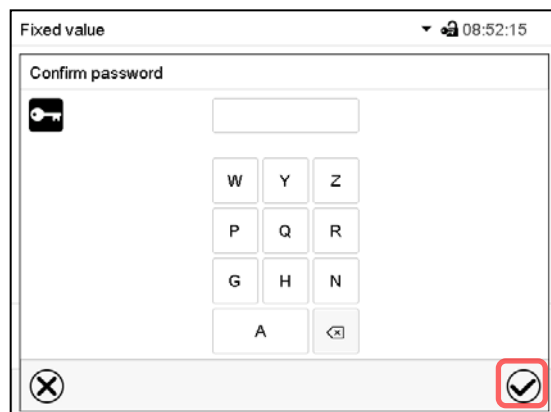 Fixed value 08:52:15
Confirm password
W Y Z
P Q R
G H N
A